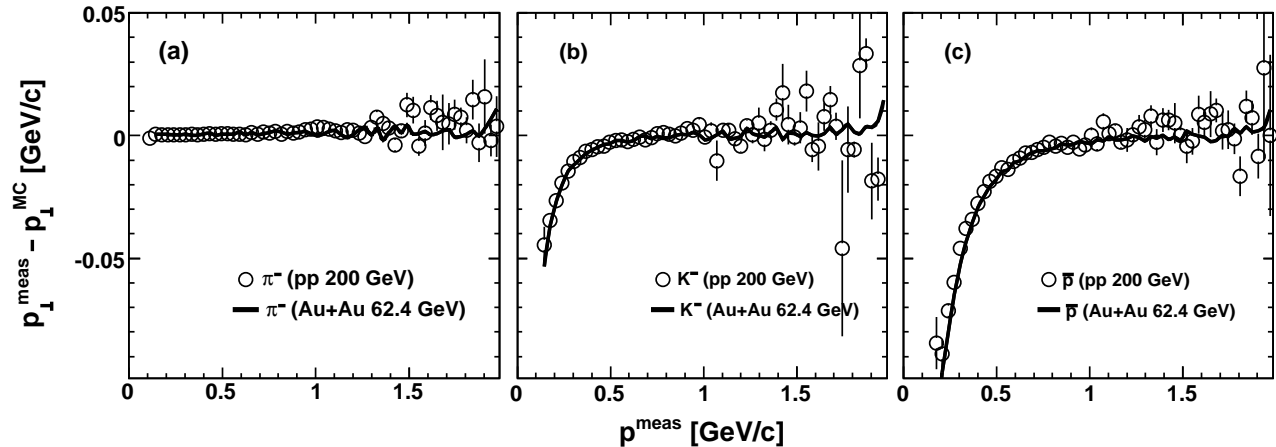 0.05
0
-0.05
p⊥^meas − p⊥^MC [GeV/c]
(a)
π⁻ (pp 200 GeV)
π⁻ (Au+Au 62.4 GeV)
0 0.5 1 1.5
(b)
K⁻ (pp 200 GeV)
K⁻ (Au+Au 62.4 GeV)
0 0.5 1 1.5
(c)
p̅ (pp 200 GeV)
p̅ (Au+Au 62.4 GeV)
0 0.5 1 1.5
p^meas [GeV/c]